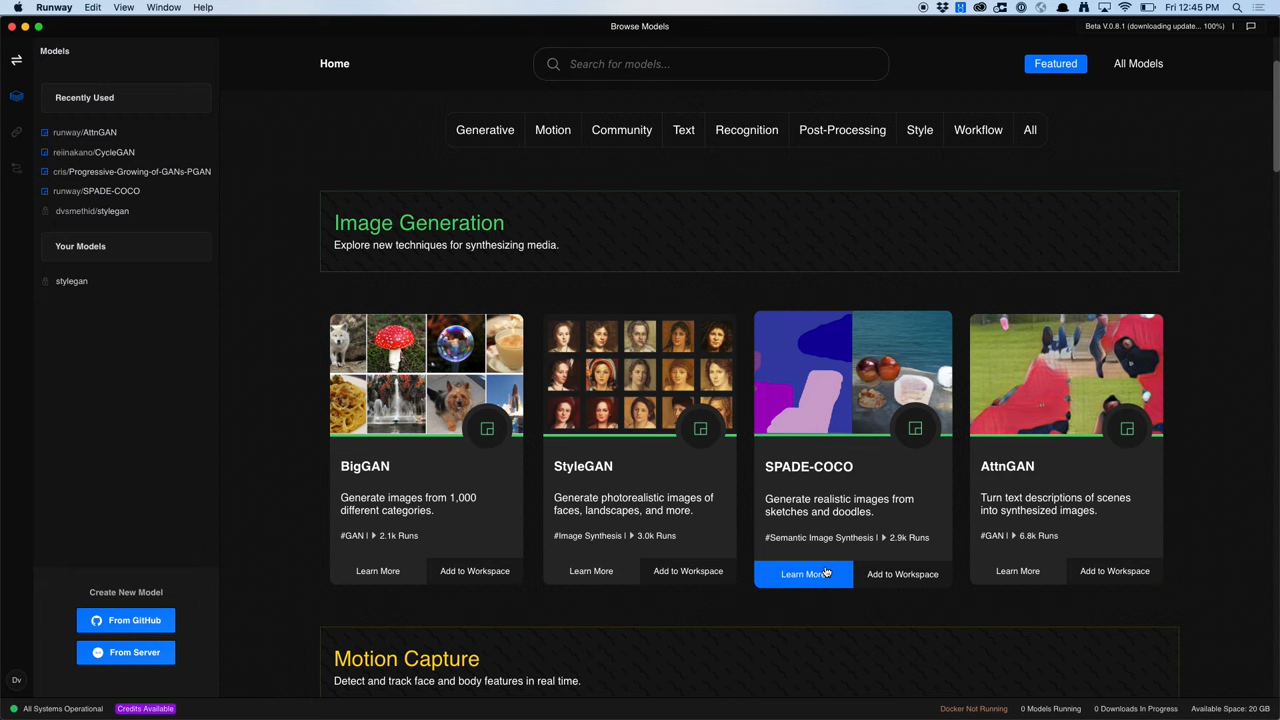 Runway Edit View Window Help
Fri 12:45 PM
Browse Models
Beta V.0.8.1 (downloading update... 100%)
Models
Recently Used
runway/AttnGAN
reiinakano/CycleGAN
cris/Progressive-Growing-of-GANs-PGAN
runway/SPADE-COCO
dvsmethid/stylegan
Your Models
stylegan
Create New Model
From GitHub
From Server
Dv
Home
Search for models...
Featured
All Models
Generative
Motion
Community
Text
Recognition
Post-Processing
Style
Workflow
All
Image Generation
Explore new techniques for synthesizing media.
BigGAN
Generate images from 1,000
different categories.
#GAN | 2.1k Runs
Learn More
Add to Workspace
StyleGAN
Generate photorealistic images of
faces, landscapes, and more.
#Image Synthesis | 3.0k Runs
Learn More
Add to Workspace
SPADE-COCO
Generate realistic images from
sketches and doodles.
#Semantic Image Synthesis | 2.9k Runs
Learn More
Add to Workspace
AttnGAN
Turn text descriptions of scenes
into synthesized images.
#GAN | 6.8k Runs
Learn More
Add to Workspace
Motion Capture
Detect and track face and body features in real time.
All Systems Operational
Credits Available
Docker Not Running
0 Models Running
0 Downloads In Progress
Available Space: 20 GB